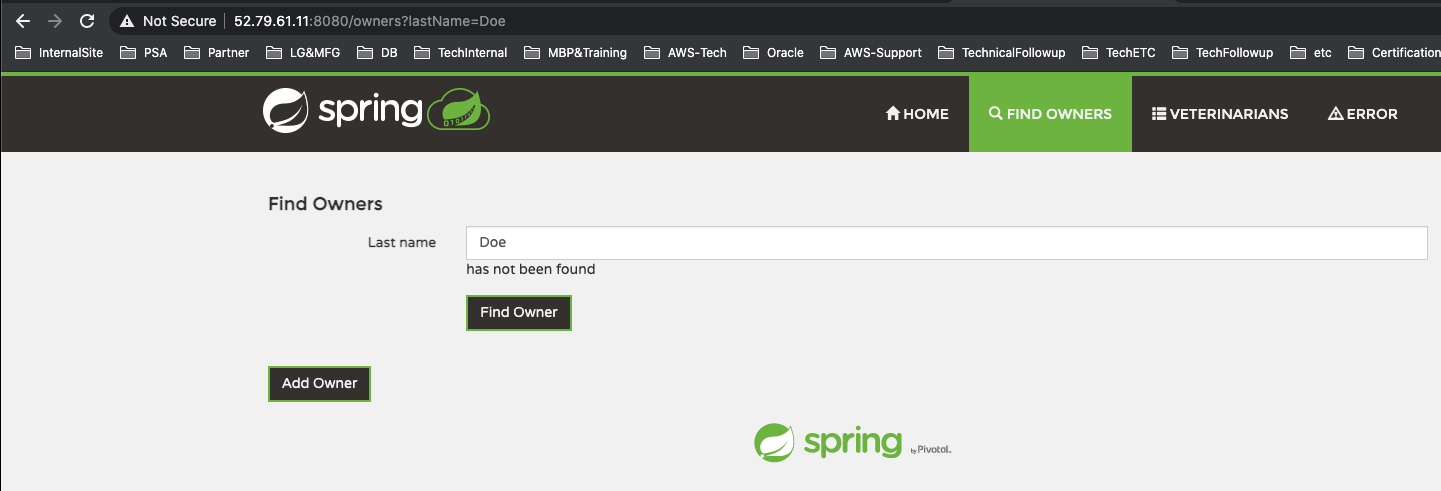 Not Secure | 52.79.61.11:8080/owners?lastName=Doe
InternalSite PSA Partner LG&MFG DB TechInternal MBP&Training AWS-Tech Oracle AWS-Support TechnicalFollowup TechETC TechFollowup etc Certification
spring HOME FIND OWNERS VETERINARIANS ERROR
Find Owners
Last name Doe
has not been found
Find Owner
Add Owner
spring by Pivotal.